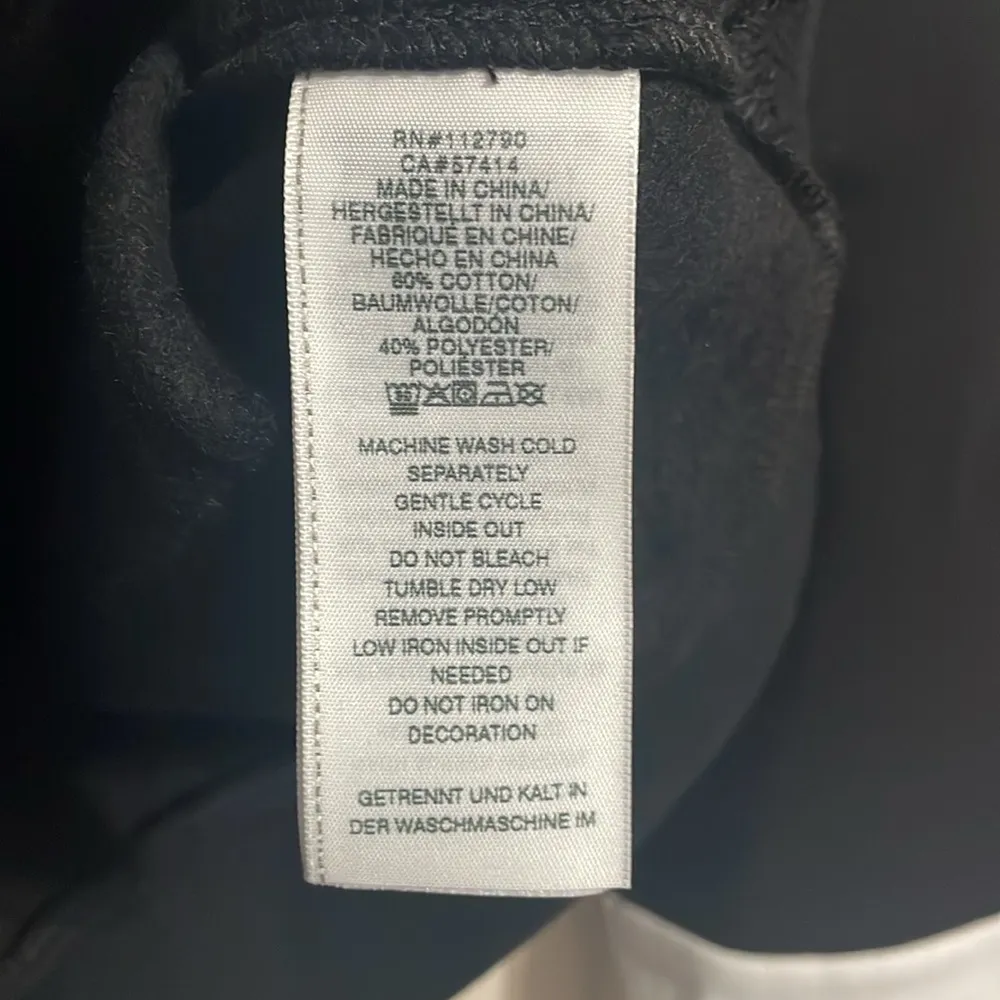 RN#112790
CA#57414
MADE IN CHINA/
HERGESTELLT IN CHINA/
FABRIQUÉ EN CHINE/
HECHO EN CHINA
60% COTTON/
BAUMWOLLE/COTON/
ALGODÓN
40% POLYESTER/
POLIÉSTER
MACHINE WASH COLD
SEPARATELY
GENTLE CYCLE
INSIDE OUT
DO NOT BLEACH
TUMBLE DRY LOW
REMOVE PROMPTLY
LOW IRON INSIDE OUT IF
NEEDED
DO NOT IRON ON
DECORATION
GETRENNT UND KALT IN
DER WASCHMASCHINE IM